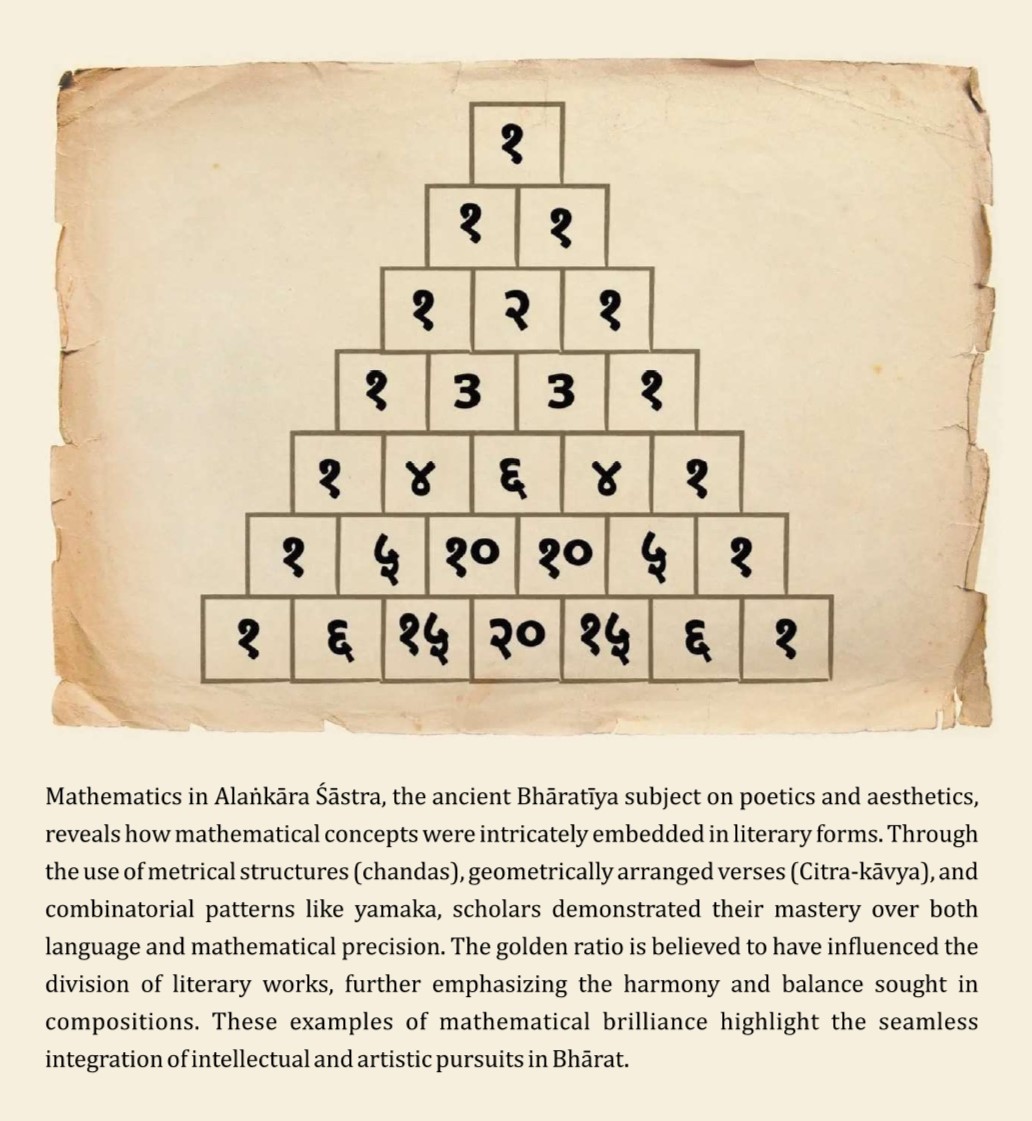 १
१ १
१ २ १
१ ३ ३ १
१ ४ ६ ४ १
१ ५ १० १० ५ १
१ ६ १५ २० १५ ६ १
Mathematics in Alaṅkāra Śāstra, the ancient Bhāratīya subject on poetics and aesthetics,
reveals how mathematical concepts were intricately embedded in literary forms. Through
the use of metrical structures (chandas), geometrically arranged verses (Citra-kāvya), and
combinatorial patterns like yamaka, scholars demonstrated their mastery over both
language and mathematical precision. The golden ratio is believed to have influenced the
division of literary works, further emphasizing the harmony and balance sought in
compositions. These examples of mathematical brilliance highlight the seamless
integration of intellectual and artistic pursuits in Bhārat.